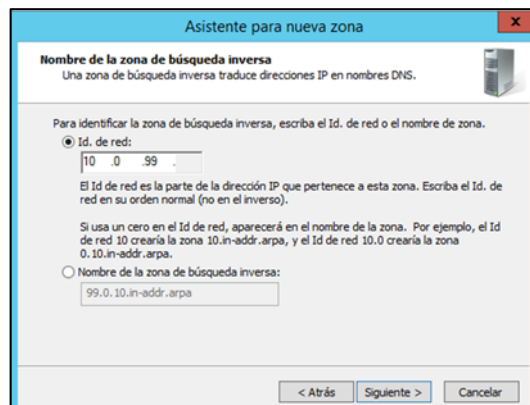 Asistente para nueva zona
x
Nombre de la zona de búsqueda inversa
Una zona de búsqueda inversa traduce direcciones IP en nombres DNS.
Para identificar la zona de búsqueda inversa, escriba el Id. de red o el nombre de zona.
Id. de red:
10 .0 .99 .
El Id de red es la parte de la dirección IP que pertenece a esta zona. Escriba el Id. de
red en su orden normal (no en el inverso).
Si usa un cero en el Id de red, aparecerá en el nombre de la zona. Por ejemplo, el Id
de red 10 crearía la zona 10.in-addr.arpa, y el Id de red 10.0 crearía la zona
0.10.in-addr.arpa.
Nombre de la zona de búsqueda inversa:
99.0.10.in-addr.arpa
< Atrás Siguiente > Cancelar